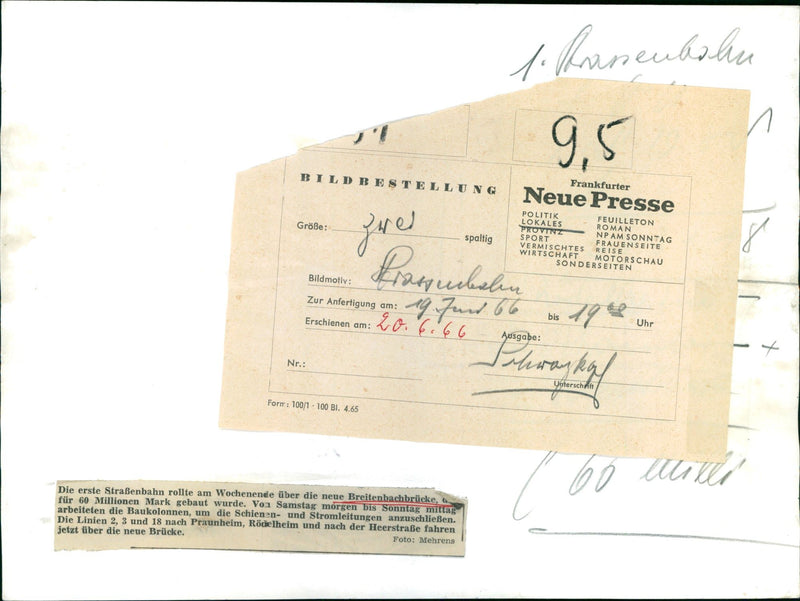 1. Strassenbahn
9,5
BILDBESTELLUNG
Frankfurter
Neue Presse
POLITIK
LOKALES
PROVINZ
SPORT
VERMISCHTES
WIRTSCHAFT
FEUILLETON
ROMAN
NPAMSONNTAG
FRAUENSEITE
REISE
MOTORSCHAU
SONDERSEITEN
Größe: zwei spaltig
Bildmotiv: Strassenbahn
Zur Anfertigung am: 19. Juni 66 bis 19 00 Uhr
Erschienen am: 20.6.66 Ausgabe:
Nr.:
Unterschrift
Form: 100/1 · 100 Bl. 4.65
8
(60
Die erste Straßenbahn rollte am Wochenende über die neue Breitenbachbrücke,
für 60 Millionen Mark gebaut wurde. Von Samstag morgen bis Sonntag mittag
arbeiteten die Baukolonnen, um die Schienen- und Stromleitungen anzuschließen.
Die Linien 2, 3 und 18 nach Praunheim, Rödelheim und nach der Heerstraße fahren
jetzt über die neue Brücke.
Foto: Mehrens